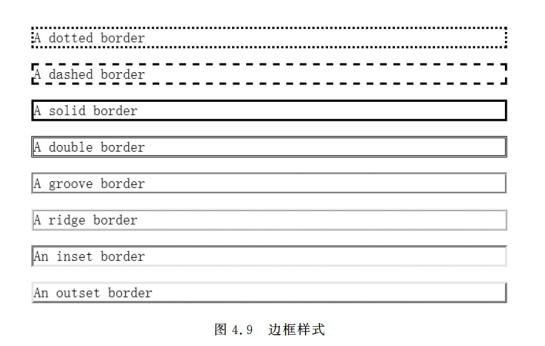 A dotted border
A dashed border
A solid border
A double border
A groove border
A ridge border
An inset border
An outset border
图 4.9 边框样式